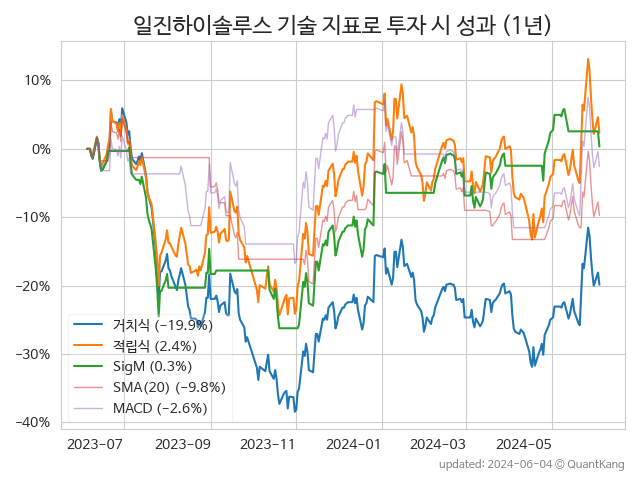 일진하이솔루스 기술 지표로 투자 시 성과 (1년)
10%
0%
−10%
−20%
−30%
−40%
거치식 (−19.9%)
적립식 (2.4%)
SigM (0.3%)
SMA(20) (−9.8%)
MACD (−2.6%)
2023−07 2023−09 2023−11 2024−01 2024−03 2024−05
updated: 2024-06-04 © QuantKang